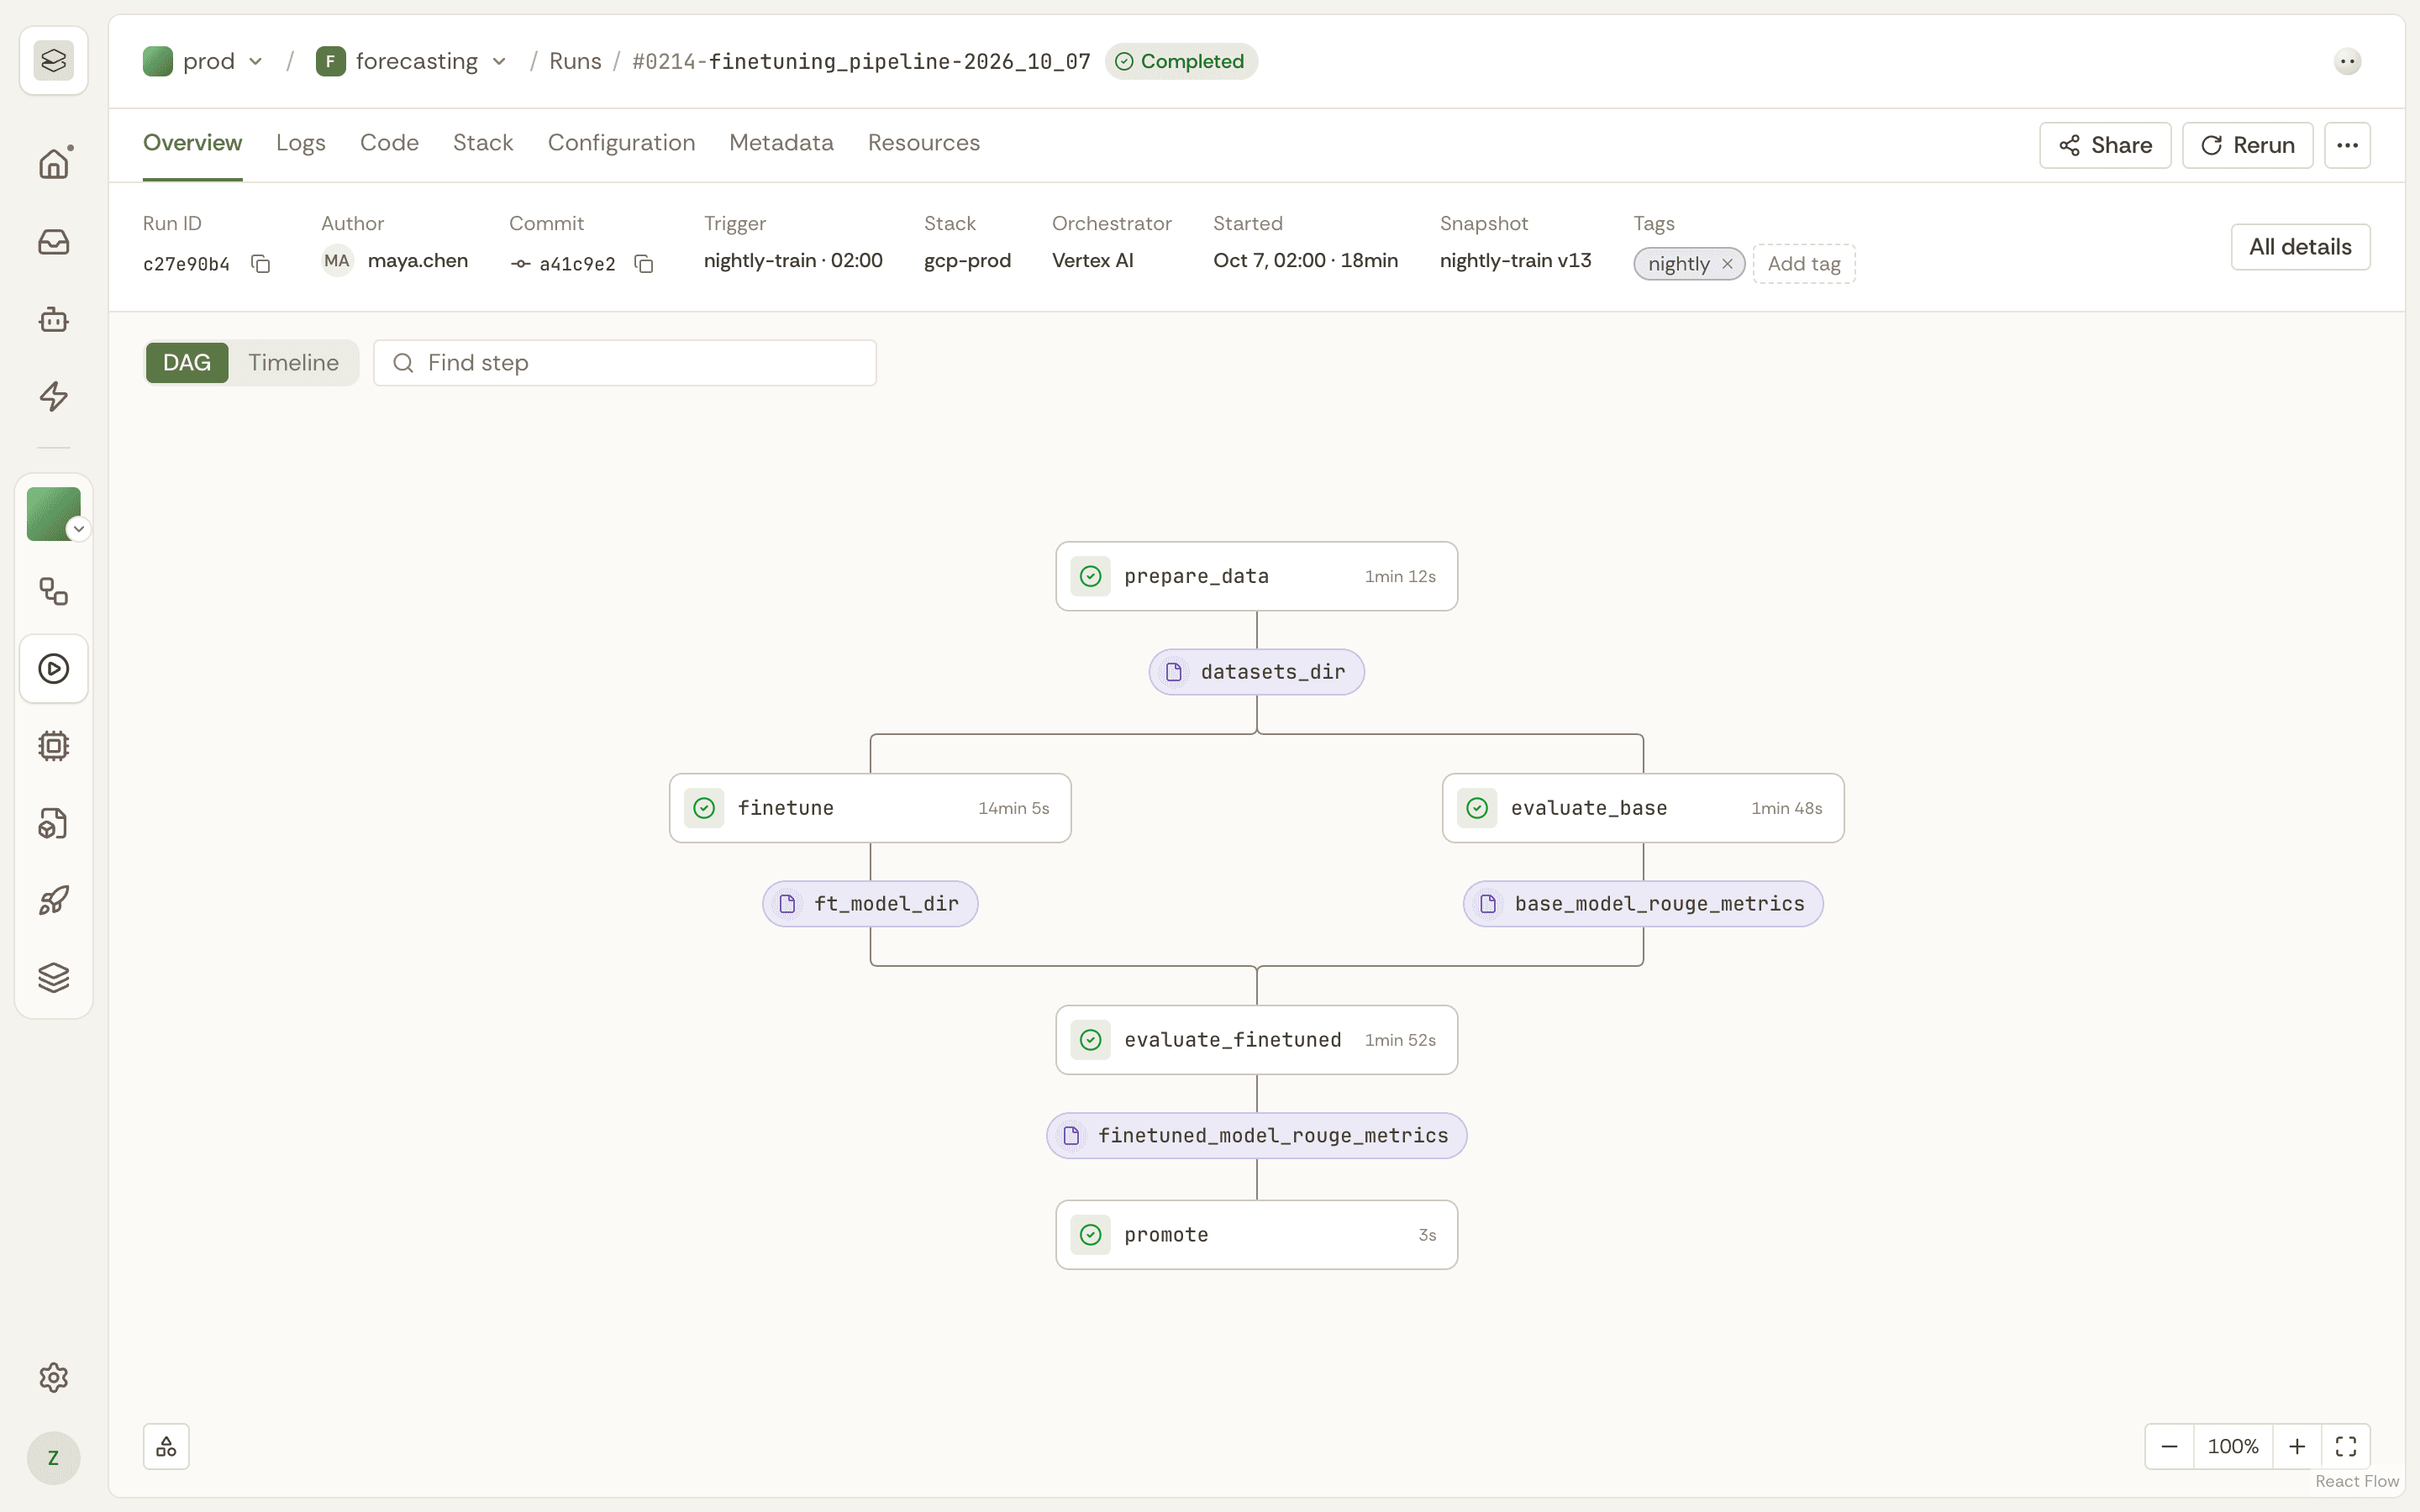 prod / F forecasting / Runs / #0214-finetuning_pipeline-2026_10_07 Completed
Overview Logs Code Stack Configuration Metadata Resources Share Rerun
Run ID Author Commit Trigger Stack Orchestrator Started Snapshot Tags
c27e90b4 MA maya.chen a41c9e2 nightly-train · 02:00 gcp-prod Vertex AI Oct 7, 02:00 · 18min nightly-train v13 nightly Add tag All details
DAG Timeline Find step
prepare_data 1min 12s
datasets_dir
finetune 14min 5s evaluate_base 1min 48s
ft_model_dir base_model_rouge_metrics
evaluate_finetuned 1min 52s
finetuned_model_rouge_metrics
promote 3s
Z
100%
React Flow